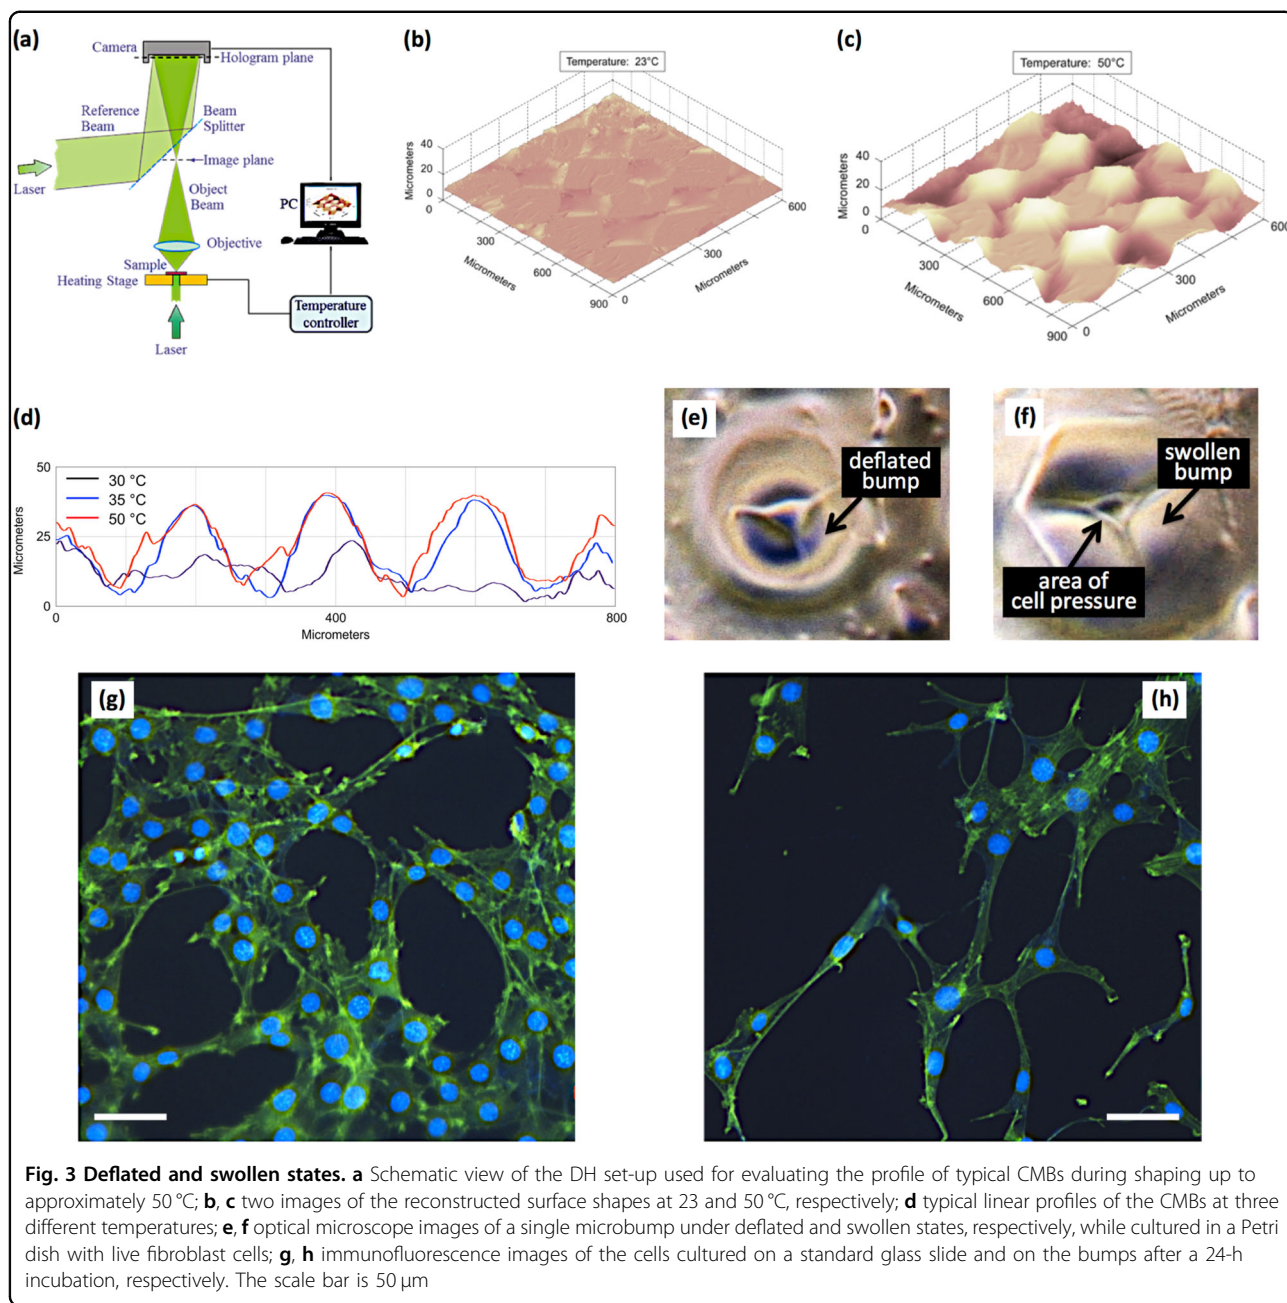 (a)
Camera
Hologram plane
Reference
Beam
Beam
Splitter
Image plane
Laser
Object
Beam
PC
Objective
Sample
Heating Stage
Temperature
controller
Laser
(b)
Temperature: 23°C
Micrometers
40
20
0
0
300
600
900
Micrometers
0
300
600
Micrometers
(c)
Temperature: 50°C
Micrometers
40
20
0
0
300
600
900
Micrometers
0
300
600
Micrometers
(d)
50
25
0
Micrometers
30 °C
35 °C
50 °C
0
400
800
Micrometers
(e)
deflated
bump
(f)
swollen
bump
area of
cell pressure
(g)
(h)
Fig. 3 Deflated and swollen states. a Schematic view of the DH set-up used for evaluating the profile of typical CMBs during shaping up to
approximately 50 °C; b, c two images of the reconstructed surface shapes at 23 and 50 °C, respectively; d typical linear profiles of the CMBs at three
different temperatures; e, f optical microscope images of a single microbump under deflated and swollen states, respectively, while cultured in a Petri
dish with live fibroblast cells; g, h immunofluorescence images of the cells cultured on a standard glass slide and on the bumps after a 24-h
incubation, respectively. The scale bar is 50 μm